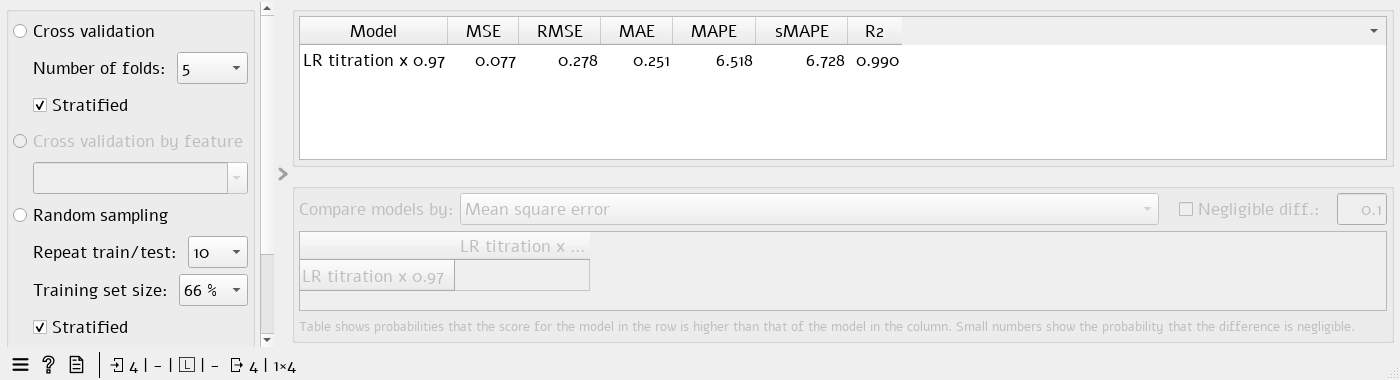 Cross validation
Number of folds: 5
Stratified
Cross validation by feature
Random sampling
Repeat train/test: 10
Training set size: 66 %
Stratified
Model MSE RMSE MAE MAPE sMAPE R2
LR titration x 0.97 0.077 0.278 0.251 6.518 6.728 0.990
Compare models by: Mean square error Negligible diff.: 0.1
LR titration x ...
LR titration x 0.97
Table shows probabilities that the score for the model in the row is higher than that of the model in the column. Small numbers show the probability that the difference is negligible.
? 4 | - | L | - 4 | 1×4